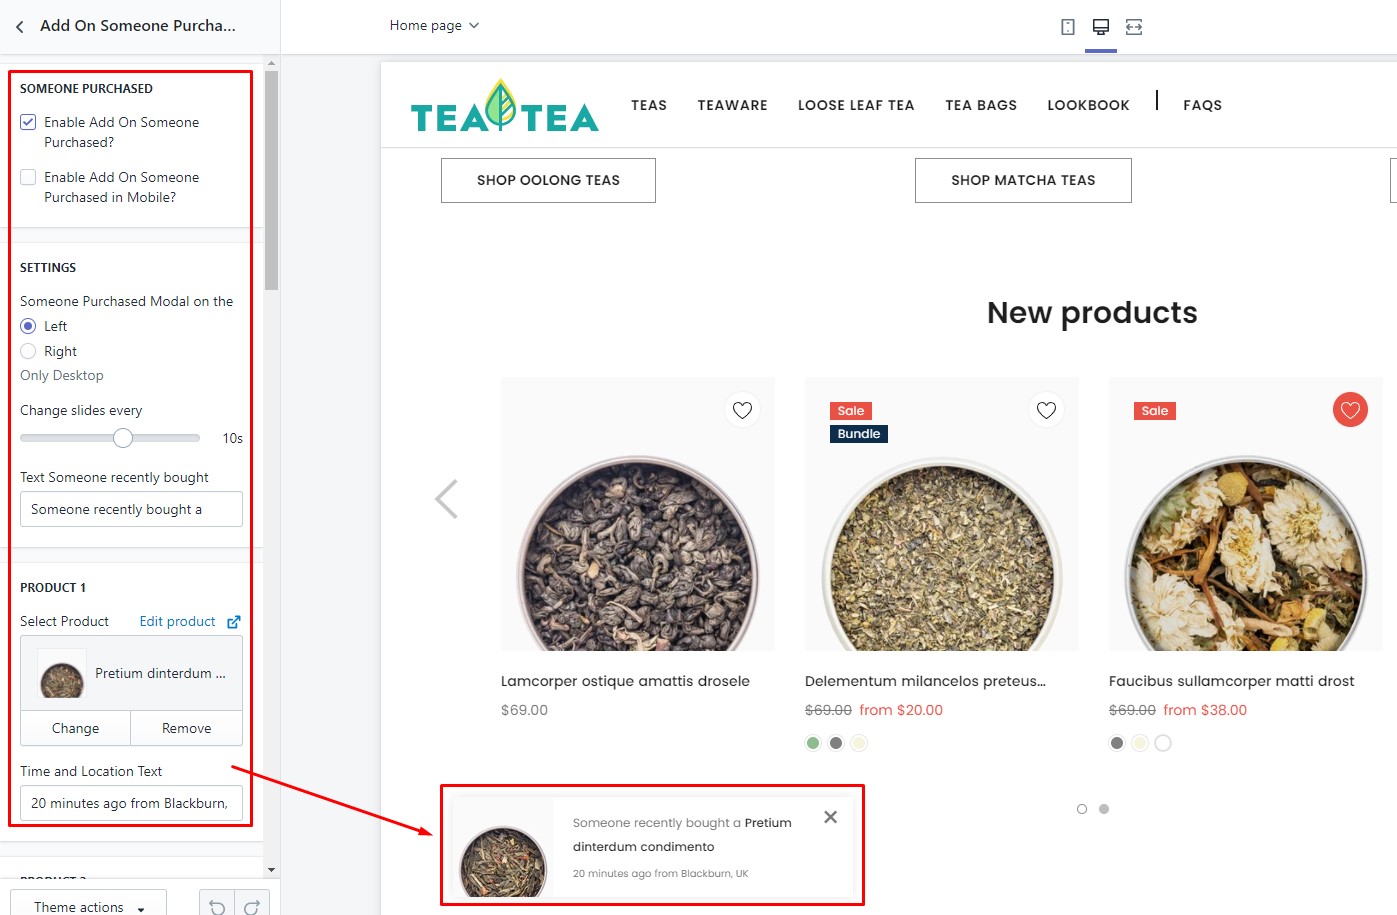 Add On Someone Purcha...
Home page
SOMEONE PURCHASED
Enable Add On Someone
Purchased?
Enable Add On Someone
Purchased in Mobile?
SETTINGS
Someone Purchased Modal on the
Left
Right
Only Desktop
Change slides every
10s
Text Someone recently bought
Someone recently bought a
PRODUCT 1
Select Product
Edit product
Pretium dinterdum ...
Change
Remove
Time and Location Text
20 minutes ago from Blackburn,
Theme actions
TEA TEA
TEAS
TEAWARE
LOOSE LEAF TEA
TEA BAGS
LOOKBOOK
FAQS
SHOP OOLONG TEAS
SHOP MATCHA TEAS
New products
Sale
Bundle
Sale
Lamcorper ostique amattis drosele
$69.00
Delementum milancelos preteus...
$69.00 from $20.00
Faucibus sullamcorper matti drost
$69.00 from $38.00
Someone recently bought a Pretium
dinterdum condimento
20 minutes ago from Blackburn, UK